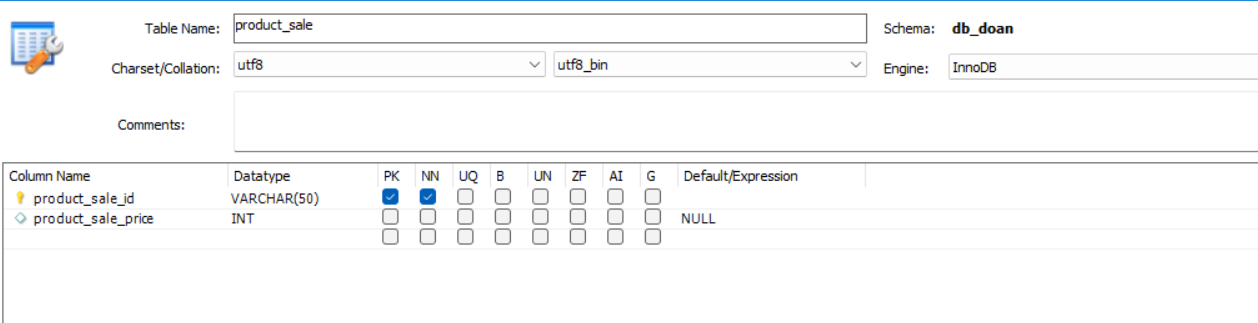 Table Name: product_sale Schema: db_doan
Charset/Collation: utf8 utf8_bin Engine: InnoDB
Comments:
Column Name Datatype PK NN UQ B UN ZF AI G Default/Expression
product_sale_id VARCHAR(50)
product_sale_price INT NULL